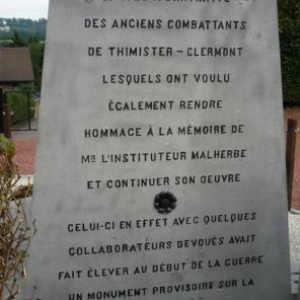 DES ANCIENS COMBATTANTS
DE THIMISTER – CLERMONT
LESQUELS ONT VOULU
ÉGALEMENT RENDRE
HOMMAGE À LA MÉMOIRE DE
MR L'INSTITUTEUR MALHERBE
ET CONTINUER SON OEUVRE
CELUI-CI EN EFFET AVEC QUELQUES
COLLABORATEURS DEVOUÉS AVAIT
FAIT ÉLEVER AU DÉBUT DE LA GUERRE
UN MONUMENT PROVISOIRE SUR LA